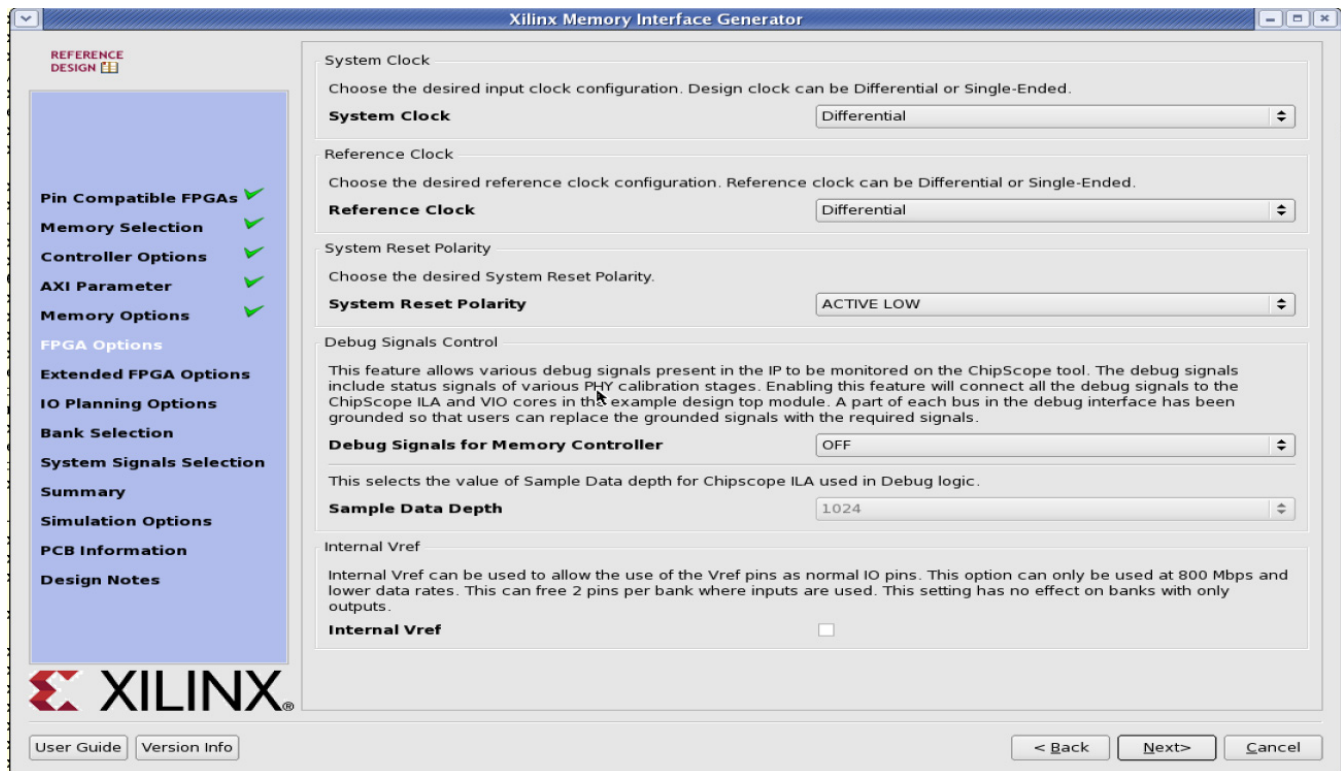 Xilinx Memory Interface Generator
REFERENCE
DESIGN
Pin Compatible FPGAs
Memory Selection
Controller Options
AXI Parameter
Memory Options
FPGA Options
Extended FPGA Options
IO Planning Options
Bank Selection
System Signals Selection
Summary
Simulation Options
PCB Information
Design Notes
XILINX®
System Clock
Choose the desired input clock configuration. Design clock can be Differential or Single-Ended.
System Clock Differential
Reference Clock
Choose the desired reference clock configuration. Reference clock can be Differential or Single-Ended.
Reference Clock Differential
System Reset Polarity
Choose the desired System Reset Polarity.
System Reset Polarity ACTIVE LOW
Debug Signals Control
This feature allows various debug signals present in the IP to be monitored on the ChipScope tool. The debug signals
include status signals of various PHY calibration stages. Enabling this feature will connect all the debug signals to the
ChipScope ILA and VIO cores in the example design top module. A part of each bus in the debug interface has been
grounded so that users can replace the grounded signals with the required signals.
Debug Signals for Memory Controller OFF
This selects the value of Sample Data depth for Chipscope ILA used in Debug logic.
Sample Data Depth 1024
Internal Vref
Internal Vref can be used to allow the use of the Vref pins as normal IO pins. This option can only be used at 800 Mbps and
lower data rates. This can free 2 pins per bank where inputs are used. This setting has no effect on banks with only
outputs.
Internal Vref
User Guide Version Info < Back Next> Cancel